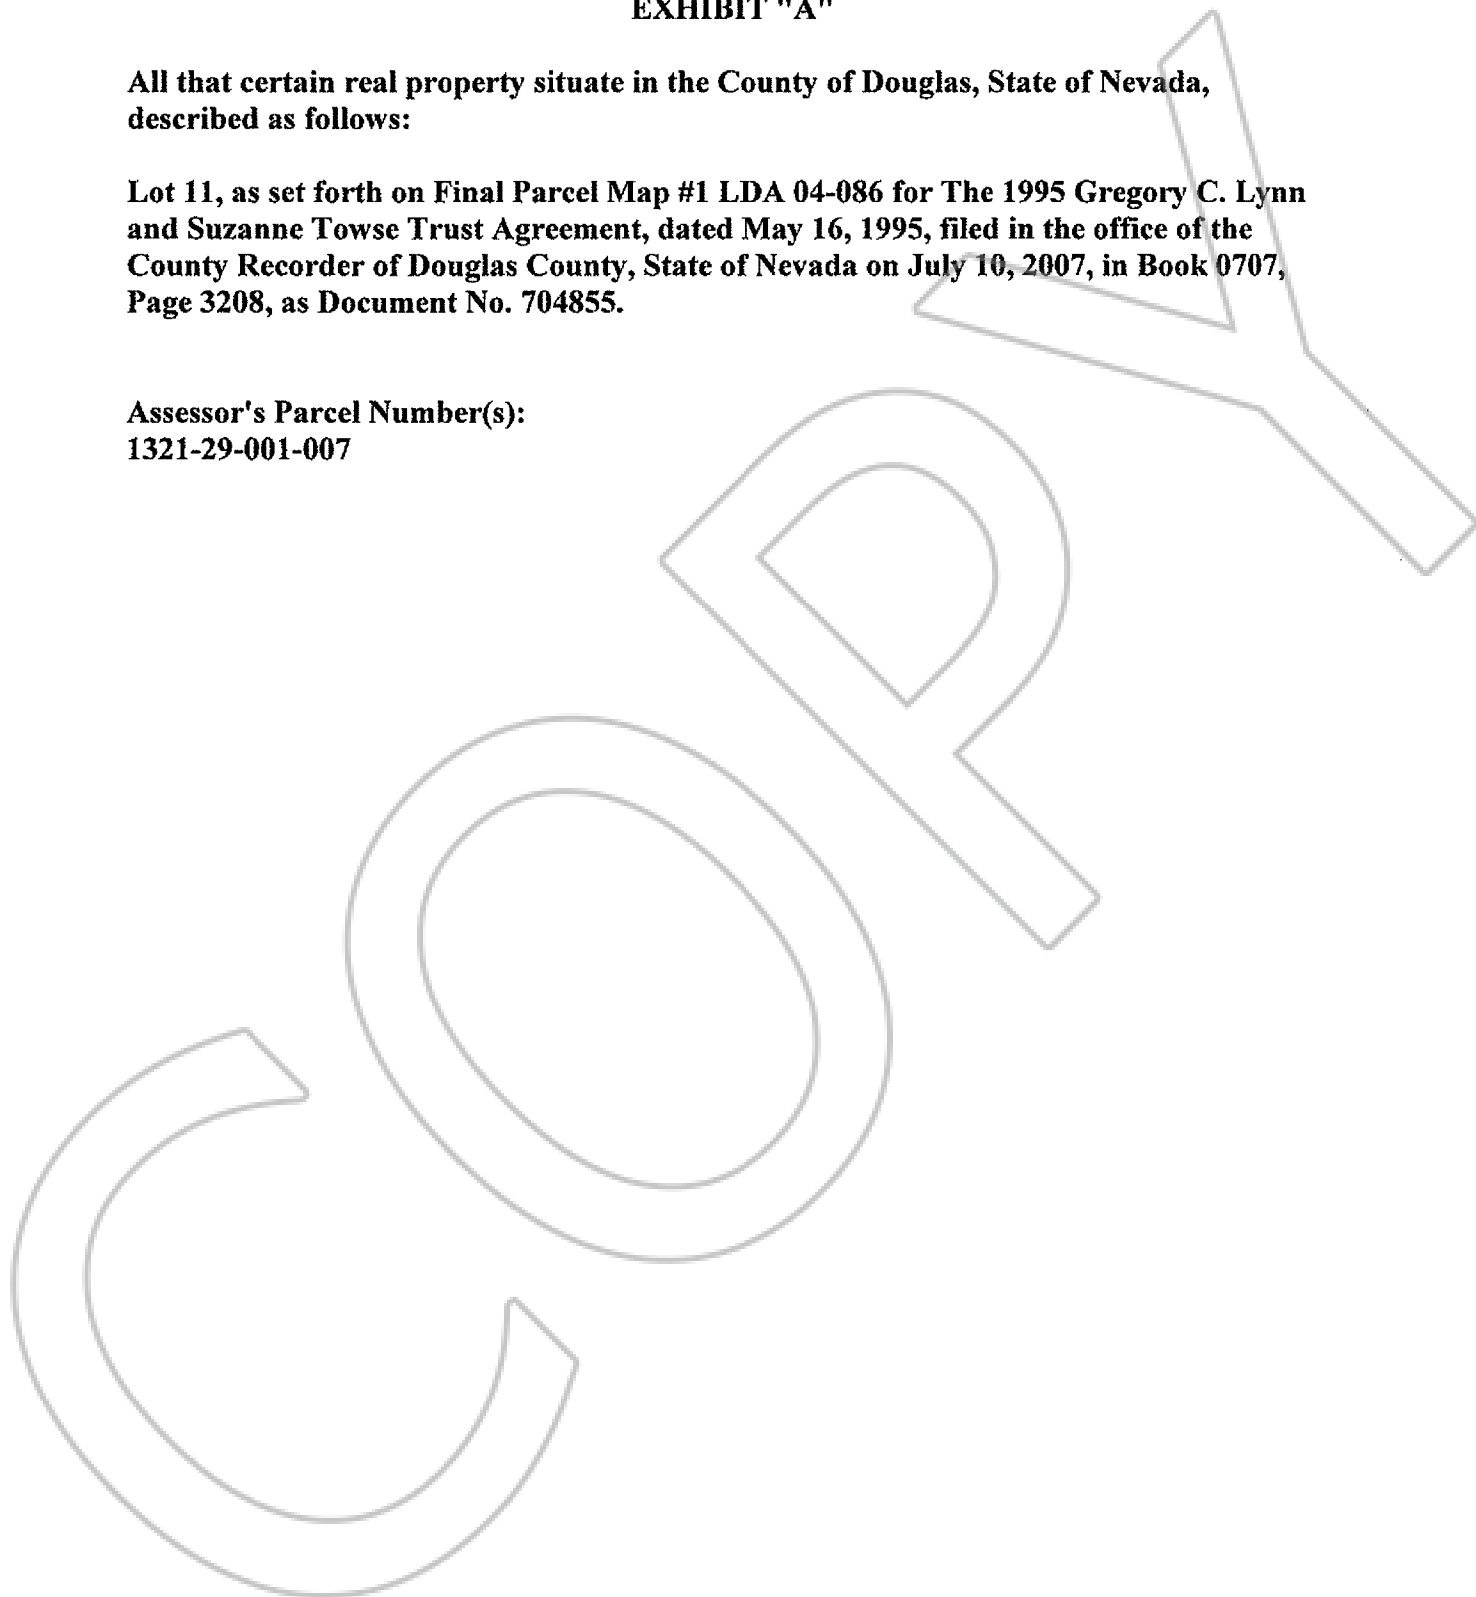 EXHIBIT "A"
All that certain real property situate in the County of Douglas, State of Nevada,
described as follows:
Lot 11, as set forth on Final Parcel Map #1 LDA 04-086 for The 1995 Gregory C. Lynn
and Suzanne Towse Trust Agreement, dated May 16, 1995, filed in the office of the
County Recorder of Douglas County, State of Nevada on July 10, 2007, in Book 0707,
Page 3208, as Document No. 704855.
Assessor's Parcel Number(s):
1321-29-001-007
COPY